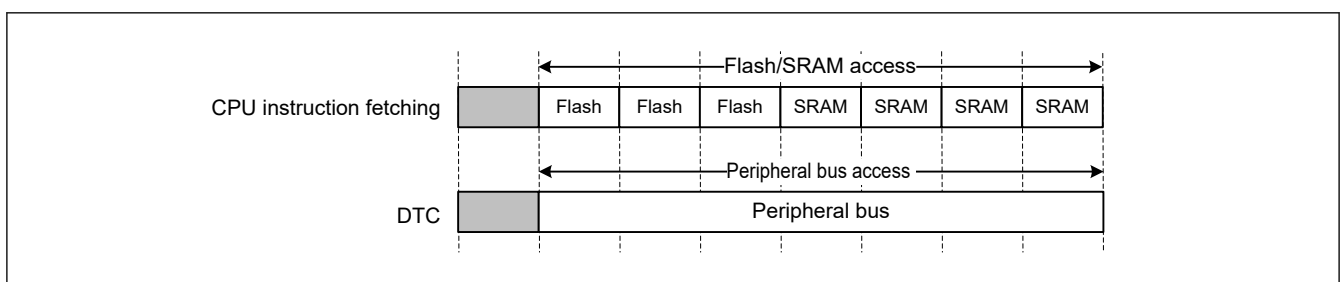 Flash/SRAM access
CPU instruction fetching Flash Flash Flash SRAM SRAM SRAM SRAM
Peripheral bus access
DTC Peripheral bus